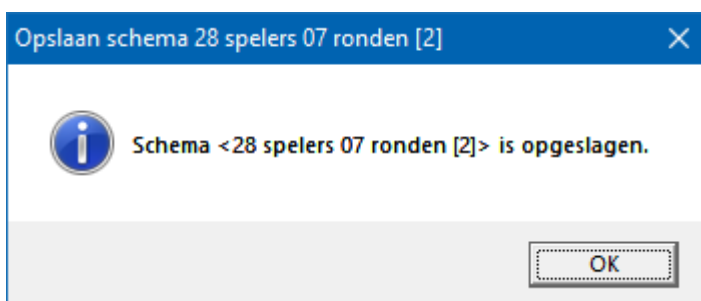 Opslaan schema 28 spelers 07 ronden [2]
Schema <28 spelers 07 ronden [2]> is opgeslagen.
OK